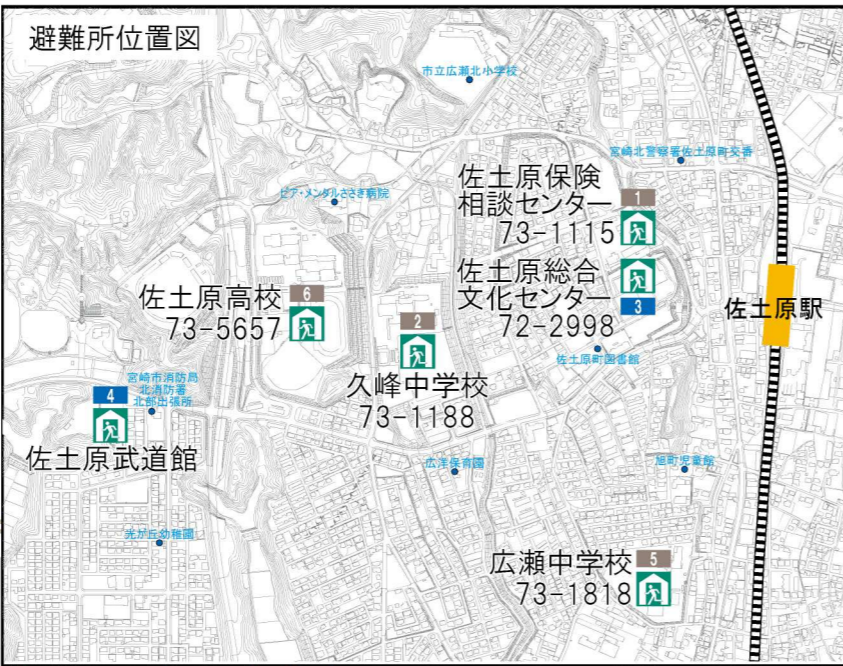 避難所位置図
市立広瀬北小学校
宮崎北警察署佐土原町交番
ピア・メンタルささき病院
佐土原保険
相談センター
73-1115
1
佐土原総合
文化センター
72-2998
3
佐土原駅
佐土原町図書館
佐土原高校
73-5657
6
2
久峰中学校
73-1188
宮崎市消防局
北消防署
北部出張所
4
佐土原武道館
広洋保育園
旭町児童館
光が丘幼稚園
広瀬中学校
73-1818
5